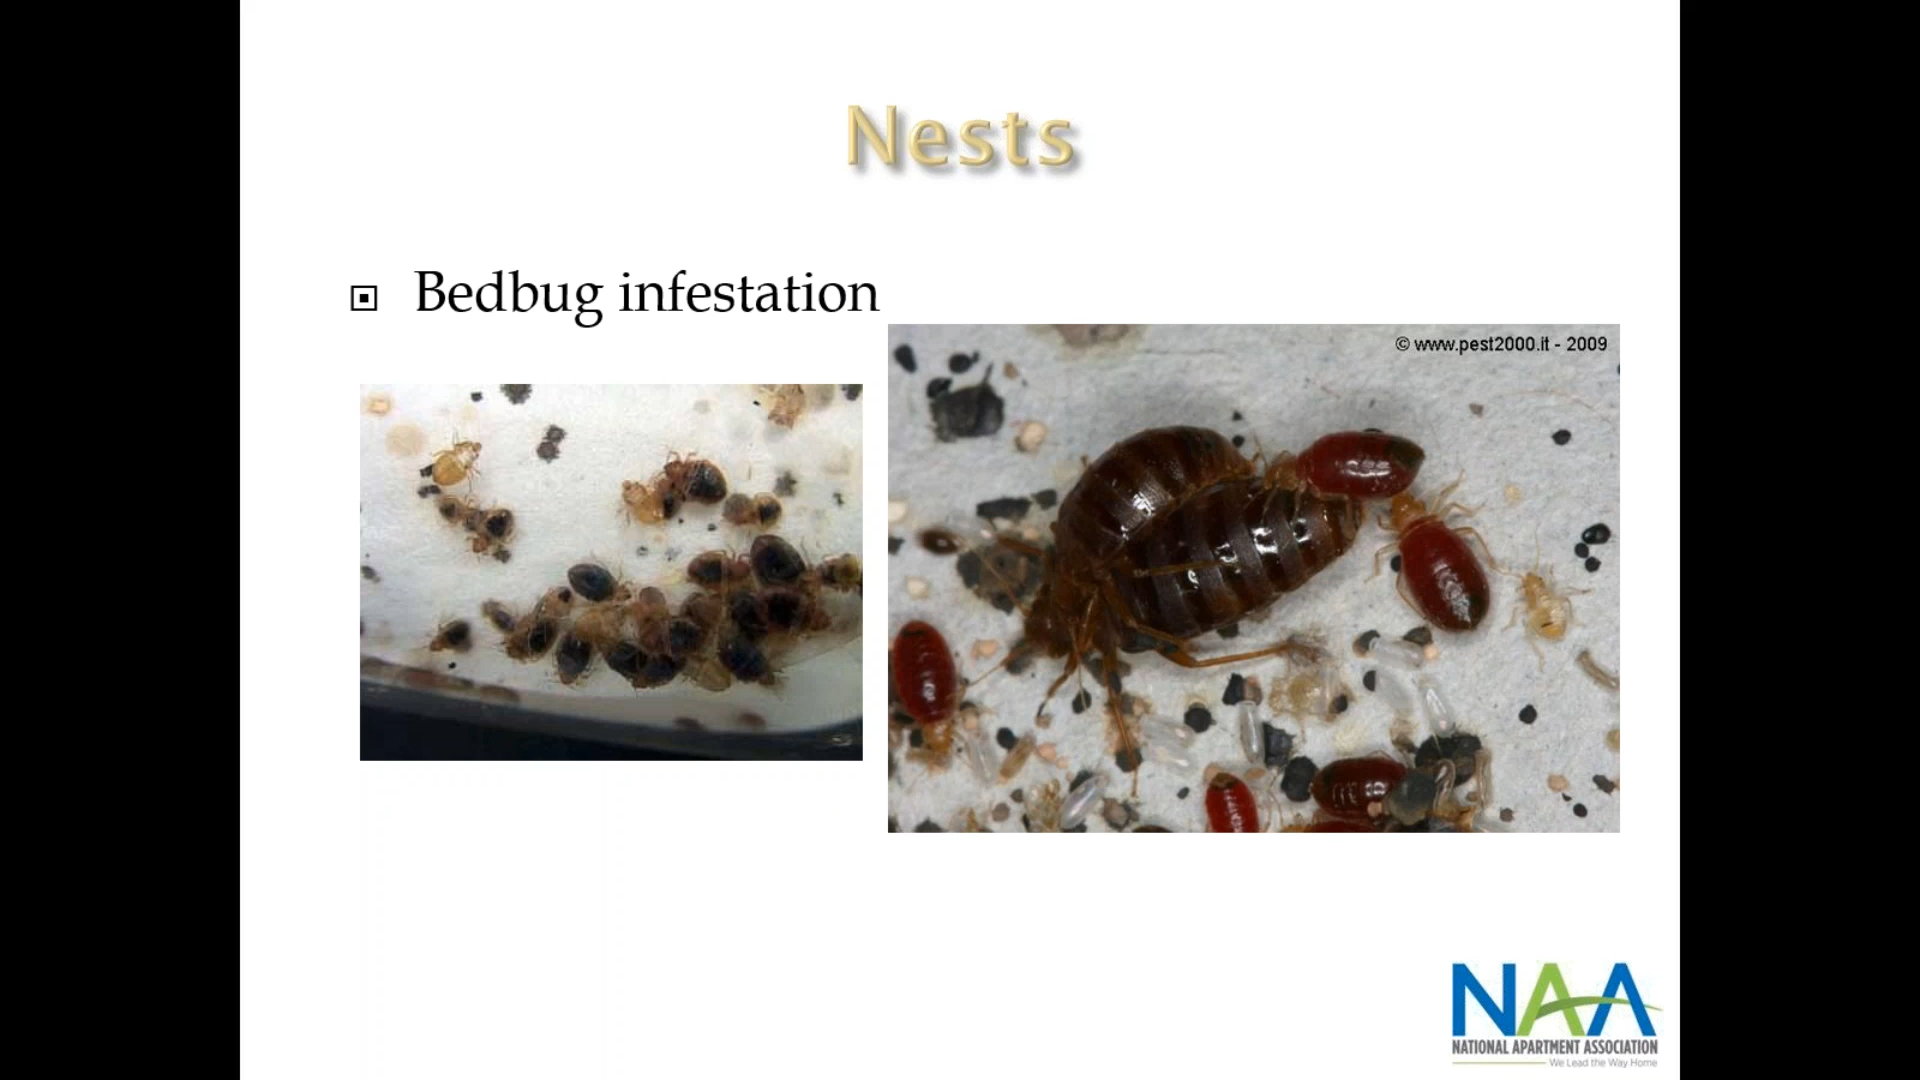 Nests
Bedbug infestation
© www.pest2000.it - 2009
NAA
NATIONAL APARTMENT ASSOCIATION
We Lead the Way Home